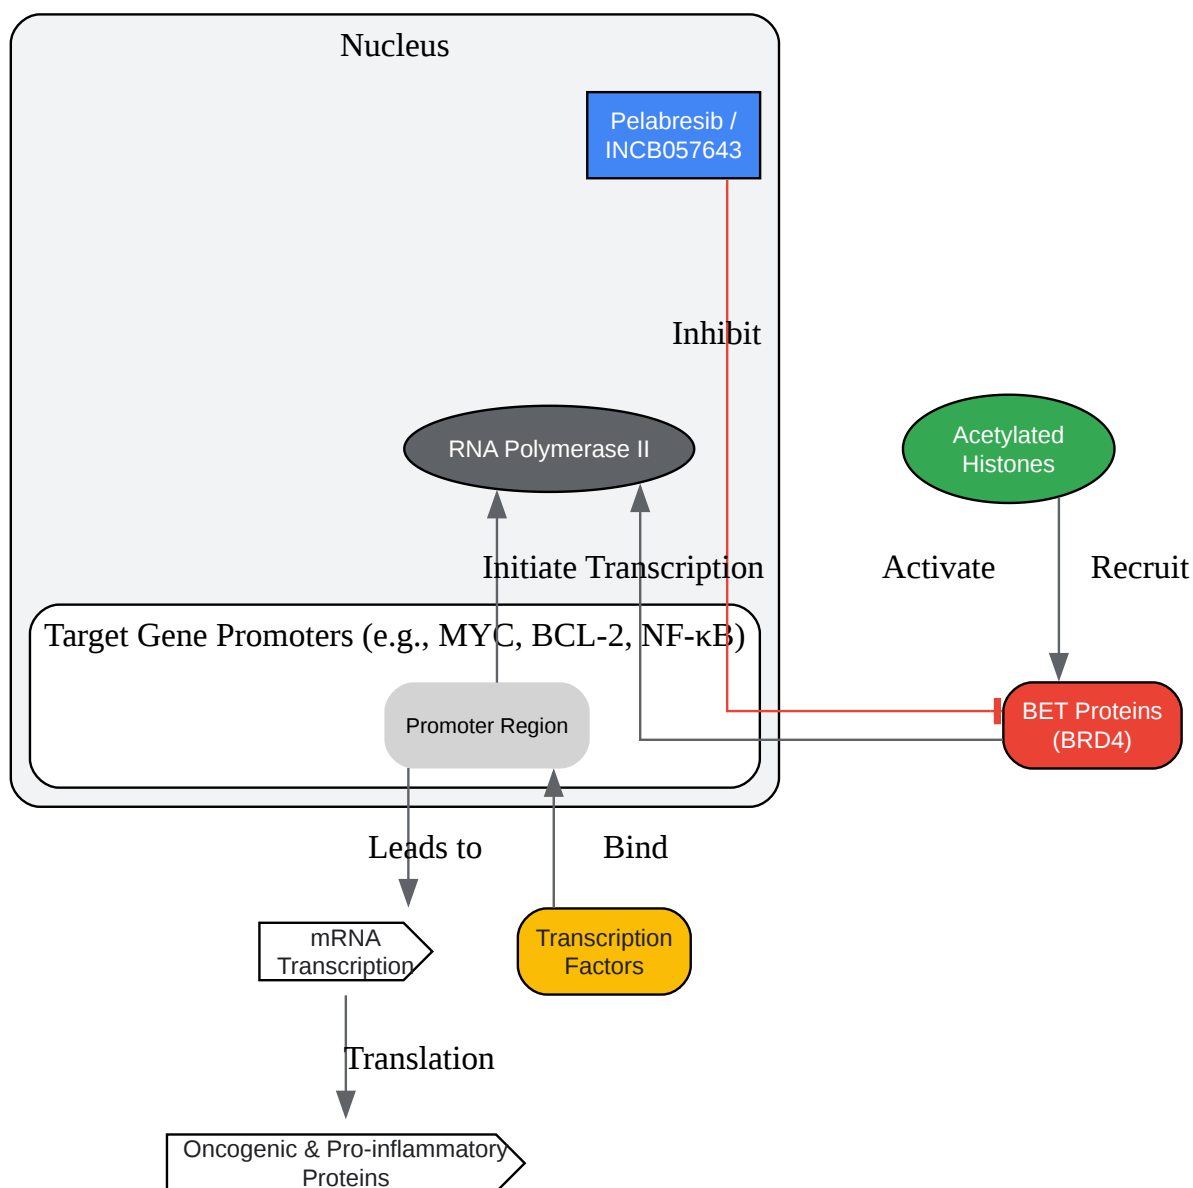 Nucleus
Pelabresib /
INCB057643
Inhibit
RNA Polymerase II
Acetylated
Histones
Initiate Transcription
Activate
Recruit
Target Gene Promoters (e.g., MYC, BCL-2, NF-κB)
Promoter Region
BET Proteins
(BRD4)
Leads to
Bind
mRNA
Transcription
Transcription
Factors
Translation
Oncogenic & Pro-inflammatory
Proteins